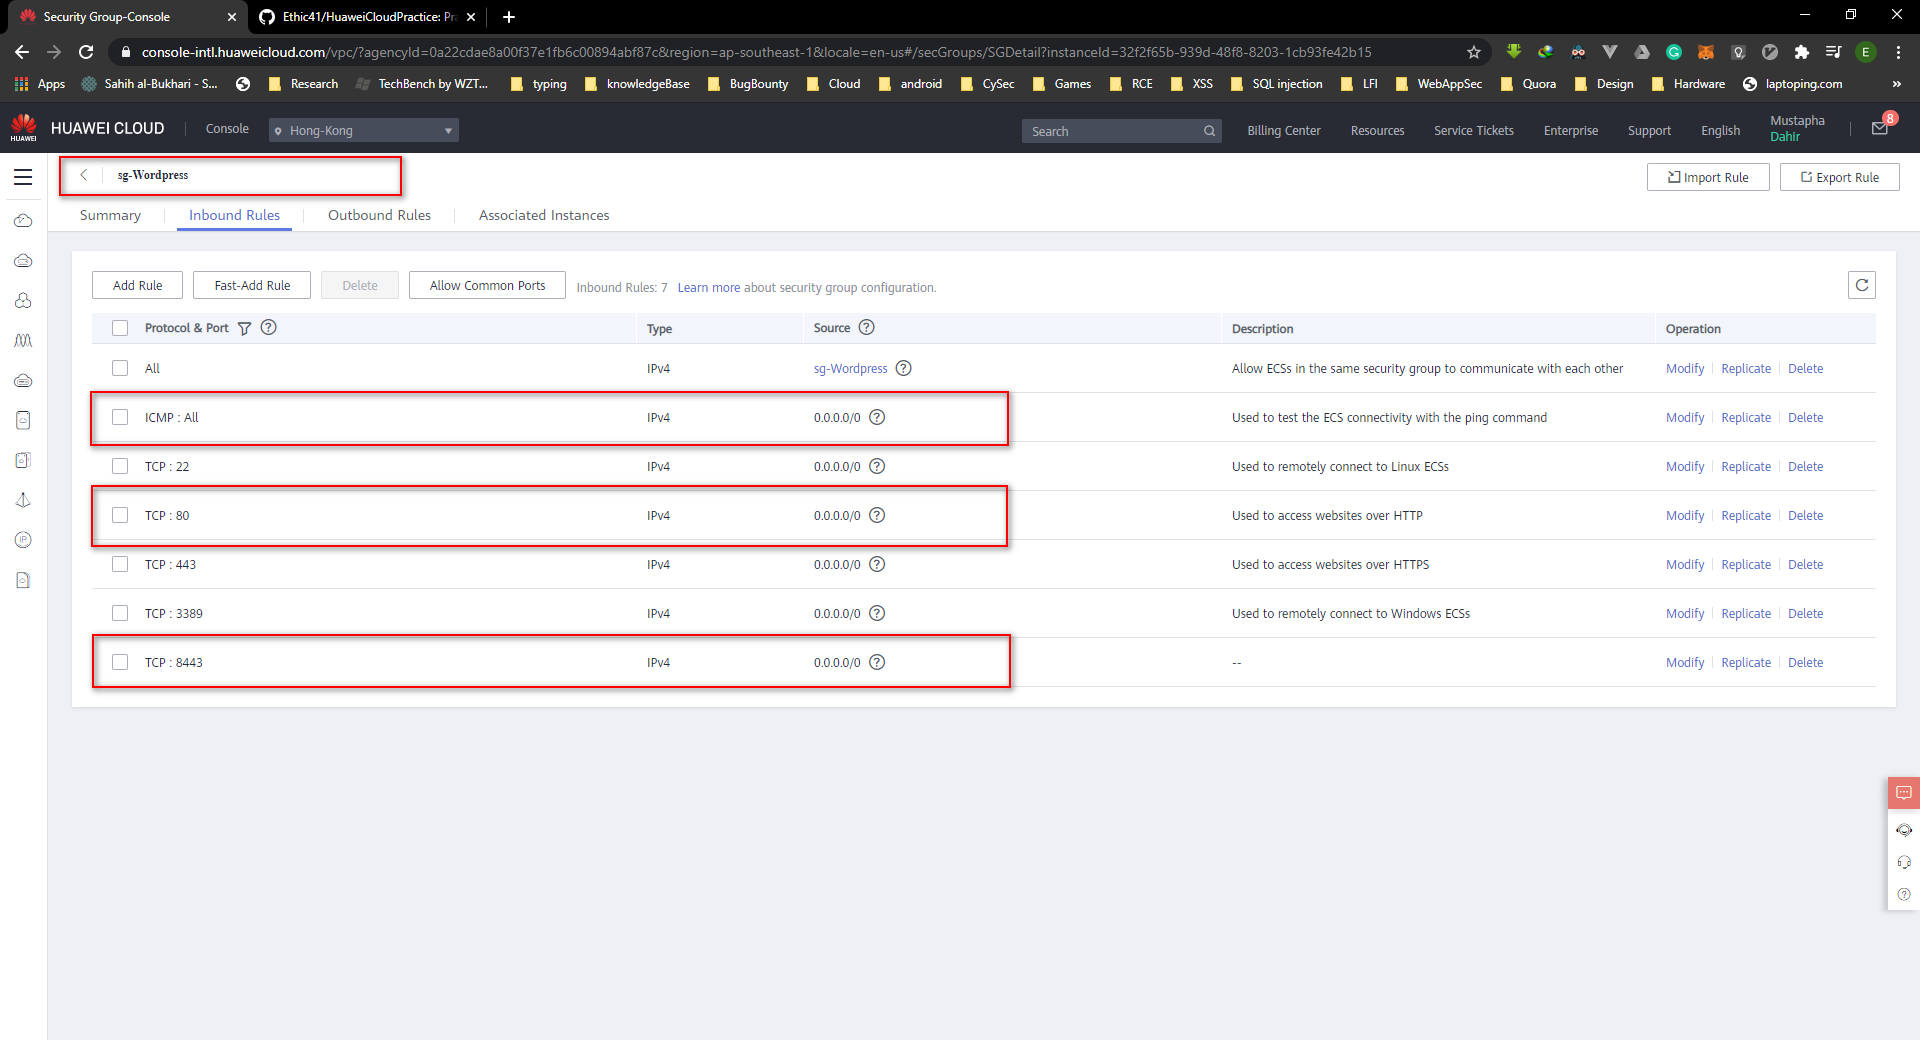 Security Group-Console
Ethic41/HuaweiCloudPractice: Pra
console-intl.huaweicloud.com/vpc/?agencyId=0a22cdae8a00f37e1fb6c00894abf87c&region=ap-southeast-1&locale=en-us#/secGroups/SGDetail?instanceId=32f2f65b-939d-48f8-8203-1cb93fe42b15
E
Apps Sahih al-Bukhari - S... Research TechBench by WZT... typing knowledgeBase BugBounty Cloud android CySec Games RCE XSS SQL injection LFI WebAppSec Quora Design Hardware laptoping.com »
HUAWEI HUAWEI CLOUD Console Hong-Kong Search Billing Center Resources Service Tickets Enterprise Support English Mustapha Dahir 8
sg-Wordpress Import Rule Export Rule
Summary Inbound Rules Outbound Rules Associated Instances
Add Rule Fast-Add Rule Delete Allow Common Ports Inbound Rules: 7 Learn more about security group configuration.
Protocol & Port Type Source Description Operation
All IPv4 sg-Wordpress Allow ECSs in the same security group to communicate with each other Modify Replicate Delete
ICMP : All IPv4 0.0.0.0/0 Used to test the ECS connectivity with the ping command Modify Replicate Delete
TCP : 22 IPv4 0.0.0.0/0 Used to remotely connect to Linux ECSs Modify Replicate Delete
TCP : 80 IPv4 0.0.0.0/0 Used to access websites over HTTP Modify Replicate Delete
TCP : 443 IPv4 0.0.0.0/0 Used to access websites over HTTPS Modify Replicate Delete
TCP : 3389 IPv4 0.0.0.0/0 Used to remotely connect to Windows ECSs Modify Replicate Delete
TCP : 8443 IPv4 0.0.0.0/0 -- Modify Replicate Delete